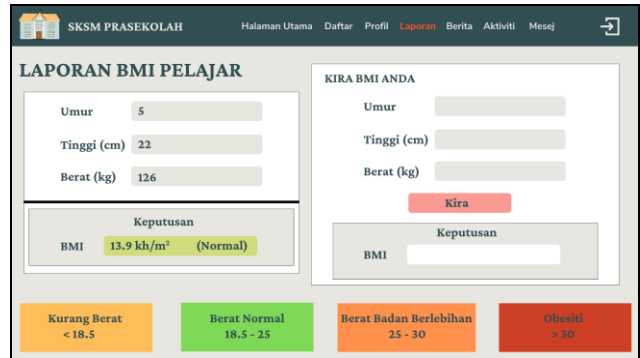 SKSM PRASEKOLAH
Halaman Utama Daftar Profil Laporan Berita Aktiviti Mesej
LAPORAN BMI PELAJAR
Umur 5
Tinggi (cm) 22
Berat (kg) 126
Keputusan
BMI 13.9 kh/m² (Normal)
KIRA BMI ANDA
Umur
Tinggi (cm)
Berat (kg)
Kira
Keputusan
BMI
Kurang Berat
< 18.5
Berat Normal
18.5 - 25
Berat Badan Berlebihan
25 - 30
Obesiti
> 30